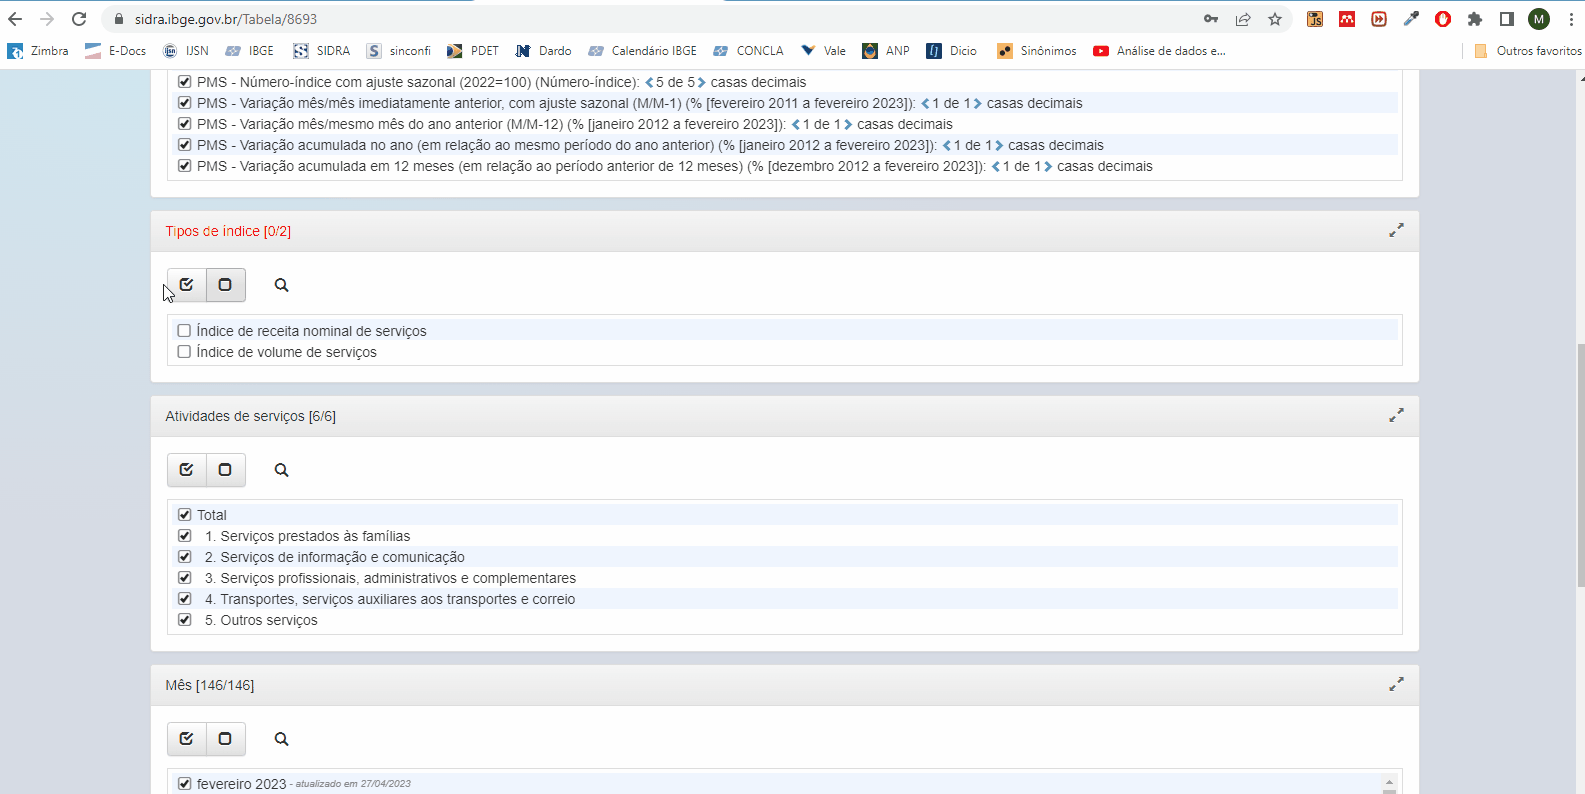 sidra.ibge.gov.br/Tabela/8693
JS
M
Zimbra E-Docs IJSN IBGE SIDRA S sinconfi PDET Dardo Calendário IBGE CONCLA Vale ANP Dicio Sinônimos Análise de dados e... Outros favoritos
PMS - Número-índice com ajuste sazonal (2022=100) (Número-índice): 5 de 5 casas decimais
PMS - Variação mês/mês imediatamente anterior, com ajuste sazonal (M/M-1) (% [fevereiro 2011 a fevereiro 2023]): 1 de 1 casas decimais
PMS - Variação mês/mesmo mês do ano anterior (M/M-12) (% [janeiro 2012 a fevereiro 2023]): 1 de 1 casas decimais
PMS - Variação acumulada no ano (em relação ao mesmo período do ano anterior) (% [janeiro 2012 a fevereiro 2023]): 1 de 1 casas decimais
PMS - Variação acumulada em 12 meses (em relação ao período anterior de 12 meses) (% [dezembro 2012 a fevereiro 2023]): 1 de 1 casas decimais
Tipos de índice [0/2]
Índice de receita nominal de serviços
Índice de volume de serviços
Atividades de serviços [6/6]
Total
1. Serviços prestados às famílias
2. Serviços de informação e comunicação
3. Serviços profissionais, administrativos e complementares
4. Transportes, serviços auxiliares aos transportes e correio
5. Outros serviços
Mês [146/146]
fevereiro 2023 - atualizado em 27/04/2023